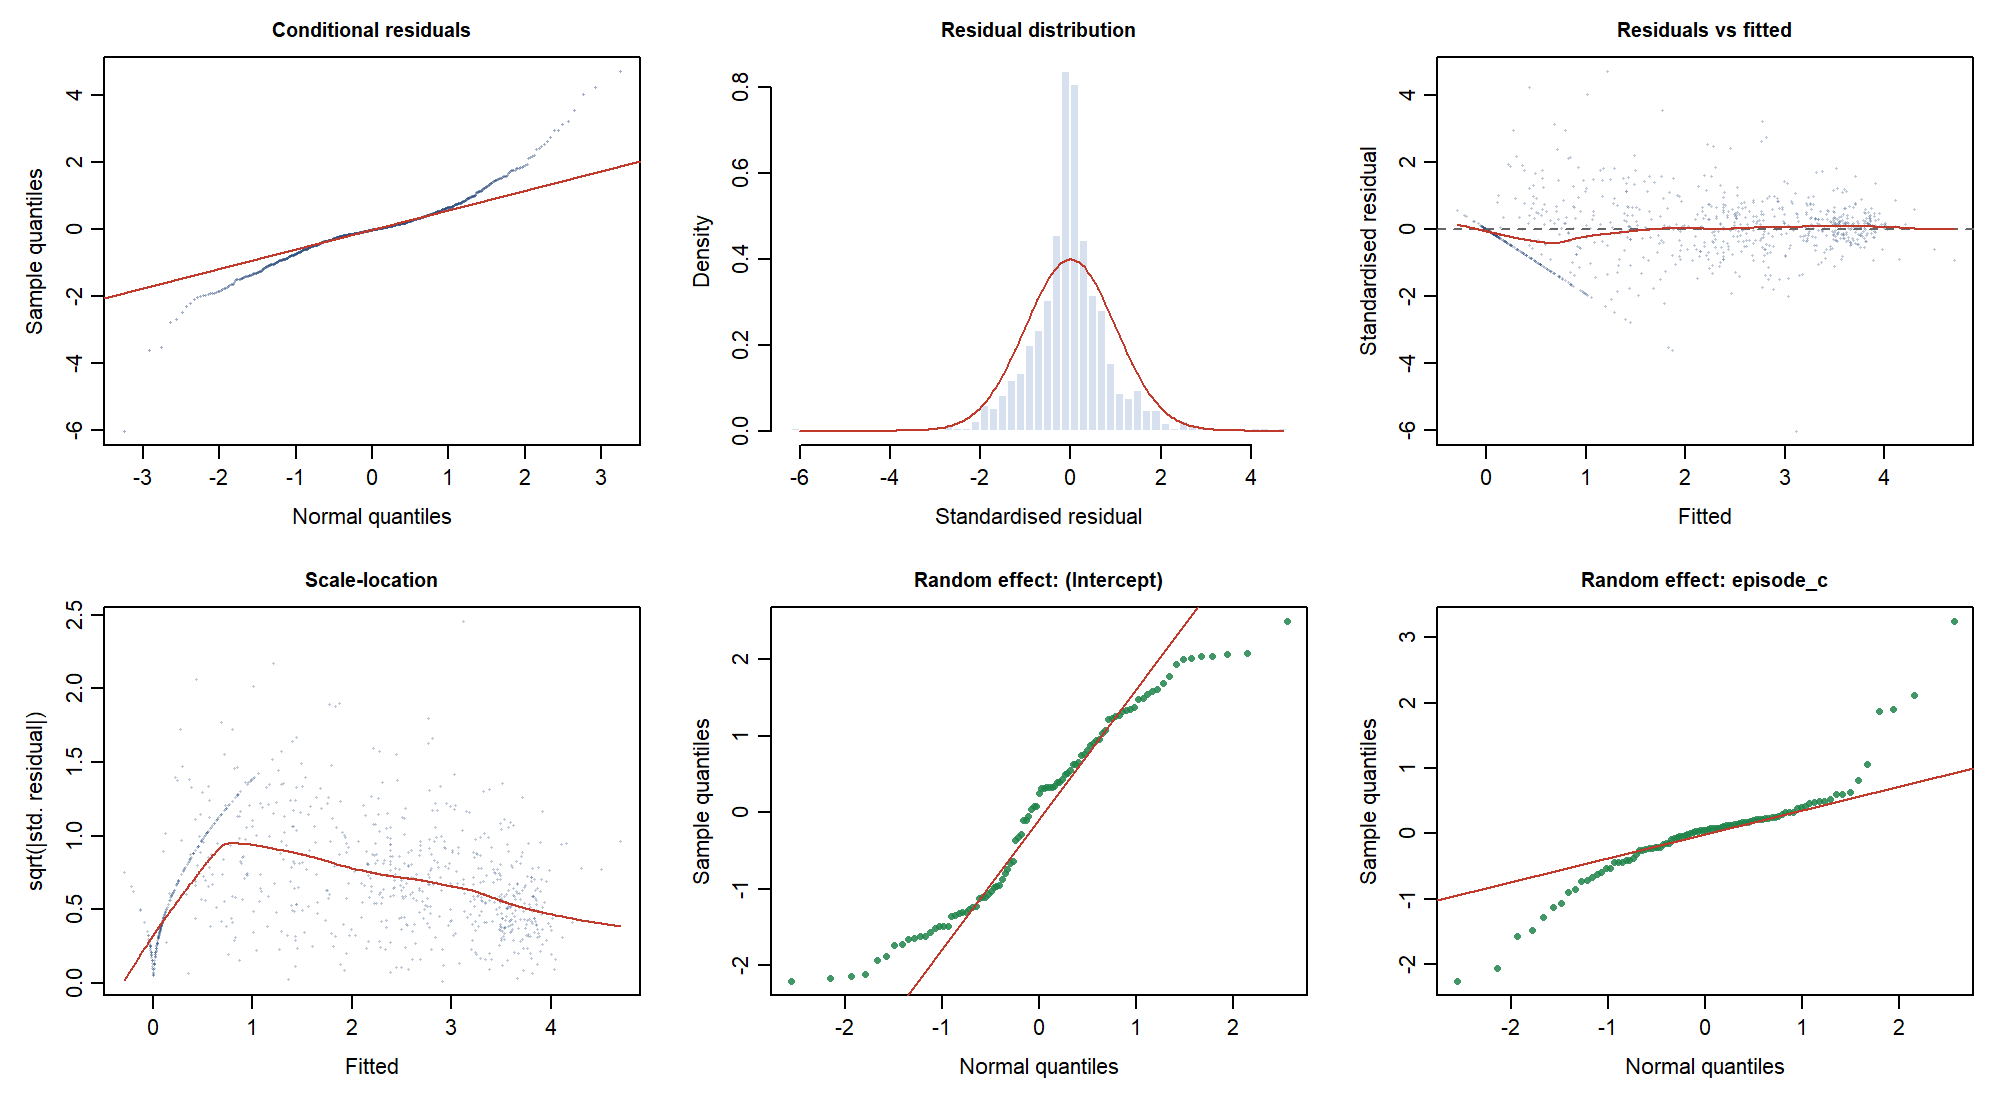 Conditional residuals
Sample quantiles
4
2
0
-2
-4
-6
-3 -2 -1 0 1 2 3
Normal quantiles
Residual distribution
Density
0.8
0.6
0.4
0.2
0.0
-6 -4 -2 0 2 4
Standardised residual
Residuals vs fitted
Standardised residual
4
2
0
-2
-4
-6
0 1 2 3 4
Fitted
Scale-location
sqrt(|std. residual|)
2.5
2.0
1.5
1.0
0.5
0.0
0 1 2 3 4
Fitted
Random effect: (Intercept)
Sample quantiles
2
1
0
-1
-2
-2 -1 0 1 2
Normal quantiles
Random effect: episode_c
Sample quantiles
3
2
1
0
-1
-2
-2 -1 0 1 2
Normal quantiles